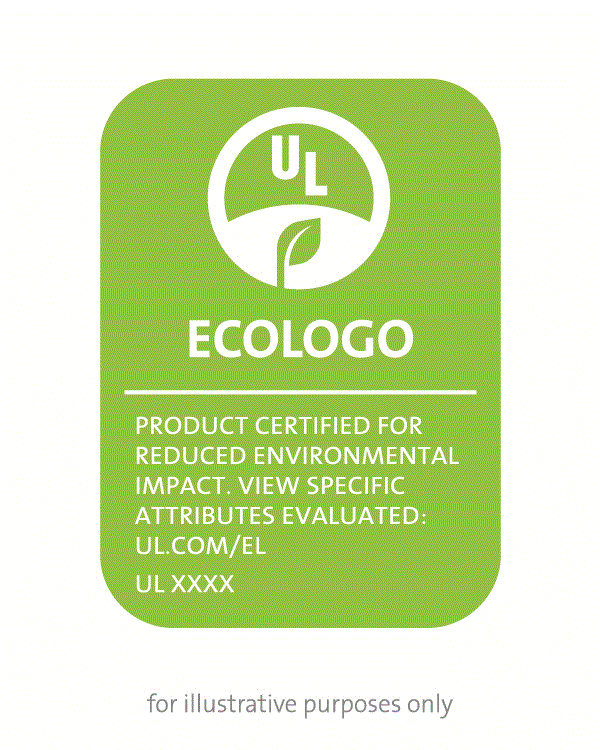 UL
ECOLOGO
PRODUCT CERTIFIED FOR
REDUCED ENVIRONMENTAL
IMPACT. VIEW SPECIFIC
ATTRIBUTES EVALUATED:
UL.COM/EL
UL XXXX
for illustrative purposes only